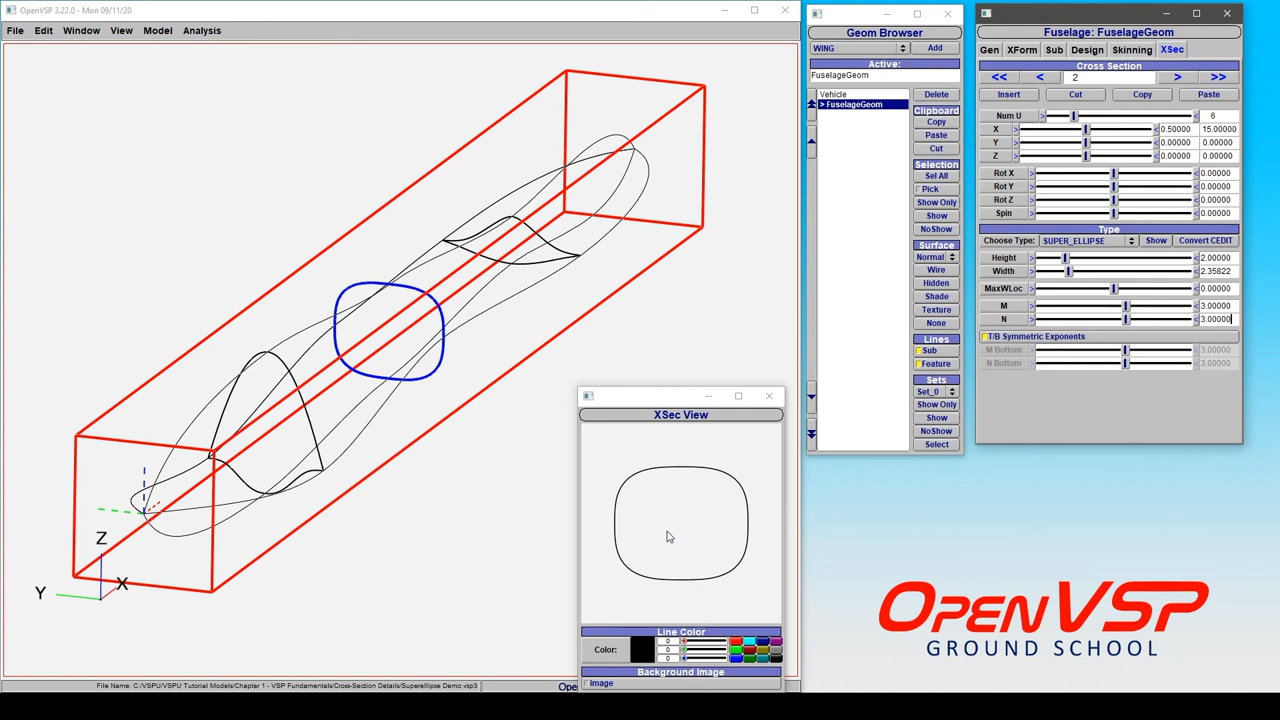 OpenVSP 3.22.0 - Mon 09/11/20
File Edit Window View Model Analysis
Z
Y
X
File Name: C:/VSPU/VSPU Tutorial Models/Chapter 1 - VSP Fundamentals/Cross-Section Details/Superellipse Demo.vsp3
Geom Browser
WING Add
Active:
FuselageGeom
Vehicle
> FuselageGeom
Delete
Clipboard
Copy
Paste
Cut
Selection
Sel All
Pick
Show Only
Show
NoShow
Surface
Normal
Wire
Hidden
Shade
Texture
None
Lines
Sub
Feature
Sets
Set_0
Show Only
Show
NoShow
Select
Fuselage: FuselageGeom
Gen XForm Sub Design Skinning XSec
Cross Section
<< < 2 > >>
Insert Cut Copy Paste
Num U > < 6
X > < 0.50000 15.00000
Y > < 0.00000 0.00000
Z > < 0.00000 0.00000
Rot X > < 0.00000
Rot Y > < 0.00000
Rot Z > < 0.00000
Spin > < 0.00000
Type
Choose Type: SUPER_ELLIPSE Show Convert CEDIT
Height > < 2.00000
Width > < 2.35822
MaxWLoc > < 0.00000
M > < 3.00000
N > < 3.00000
T/B Symmetric Exponents
M Bottom > < 3.00000
N Bottom > < 3.00000
XSec View
Line Color
Color: 0
0
0
Background Image
Image
OPENVSP
GROUND SCHOOL